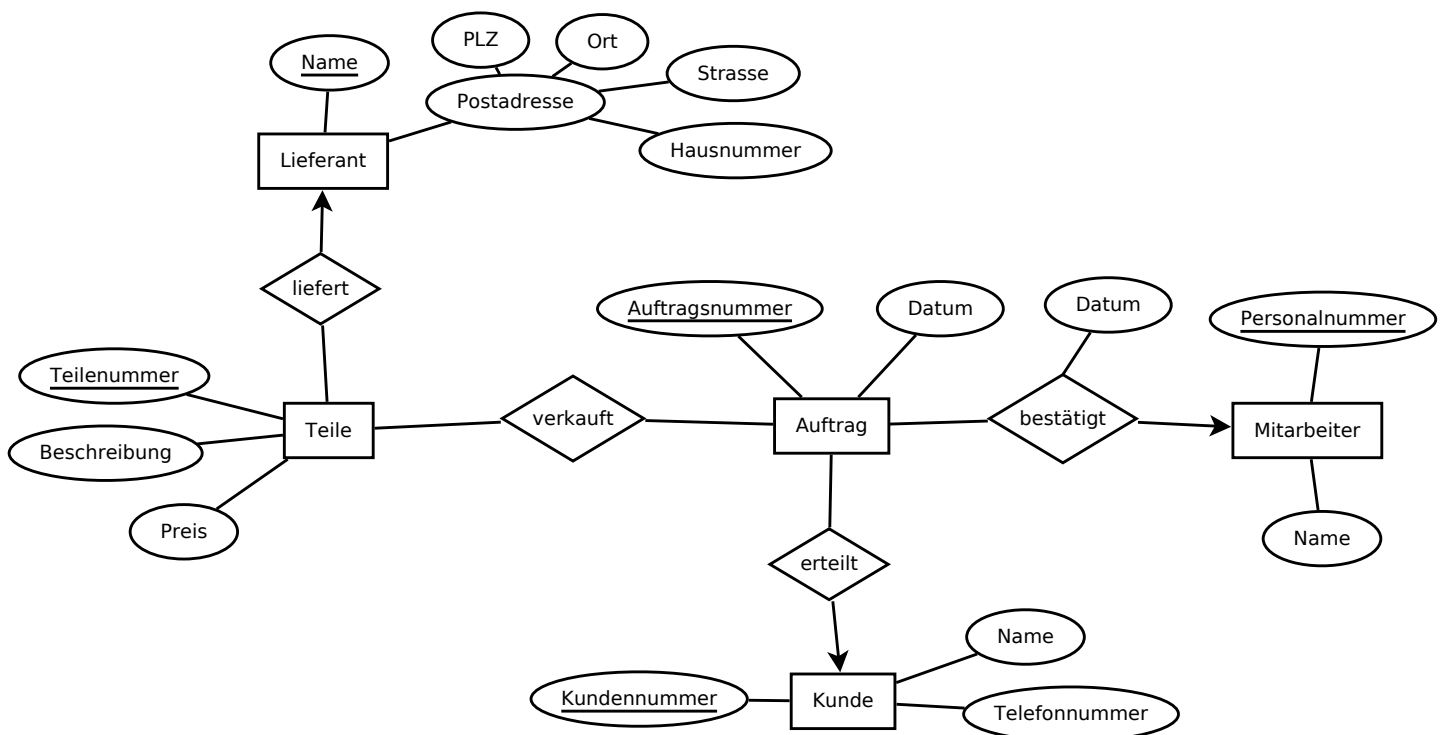 PLZ
Ort
Name
Strasse
Postadresse
Hausnummer
Lieferant
liefert
Auftragsnummer
Datum
Datum
Personalnummer
Teilenummer
verkauft
bestätigt
Teile
Auftrag
Mitarbeiter
Beschreibung
Preis
Name
erteilt
Name
Kundennummer
Kunde
Telefonnummer